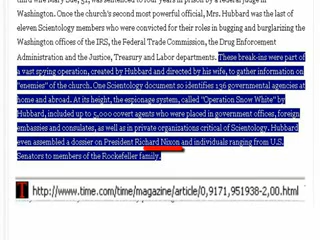 third wife Mary Sue, 51, was sentenced to four years in prison by a federal judge in
Washington. Once the church's second most powerful official, Mrs. Hubbard was the last
of eleven Scientology members who were convicted for their roles in bugging and burglarizing the
Washington offices of the IRS, the Federal Trade Commission, the Drug Enforcement
Administration and the Justice, Treasury and Labor departments. These break-ins were part of
a vast spying operation, created by Hubbard and directed by his wife, to gather information on
"enemies" of the church. One Scientology document so identifies 136 governmental agencies at
home and abroad. At its height, the espionage system, called "Operation Snow White" by
Hubbard, included up to 5,000 covert agents who were placed in government offices, foreign
embassies and consulates, as well as in private organizations critical of Scientology. Hubbard
even assembled a dossier on President Richard Nixon and individuals ranging from U.S.
Senators to members of the Rockefeller family.
T http://www.time.com/time/magazine/article/0,9171,951938-2,00.html